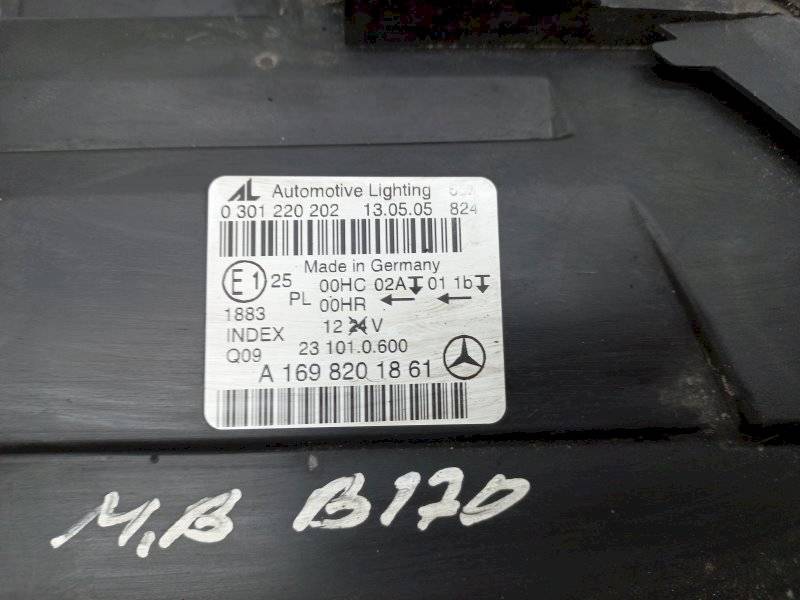 AL Automotive Lighting
0 301 220 202 13.05.05 824
Made in Germany
E1 25 00HC 02A 01 1b
PL 00HR
1883
12 24 V
INDEX
Q09 23 101.0.600
A 169 820 18 61
M,B B170